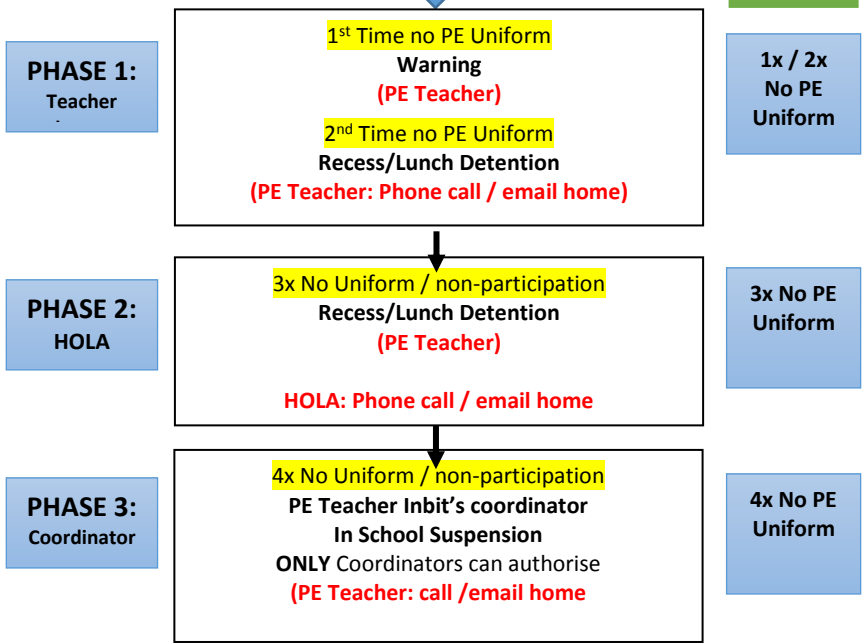 PHASE 1:
Teacher
1st Time no PE Uniform
Warning
(PE Teacher)
2nd Time no PE Uniform
Recess/Lunch Detention
(PE Teacher: Phone call / email home)
1x / 2x
No PE
Uniform
PHASE 2:
HOLA
3x No Uniform / non-participation
Recess/Lunch Detention
(PE Teacher)
HOLA: Phone call / email home
3x No PE
Uniform
PHASE 3:
Coordinator
4x No Uniform / non-participation
PE Teacher Inbit’s coordinator
In School Suspension
ONLY Coordinators can authorise
(PE Teacher: call /email home
4x No PE
Uniform